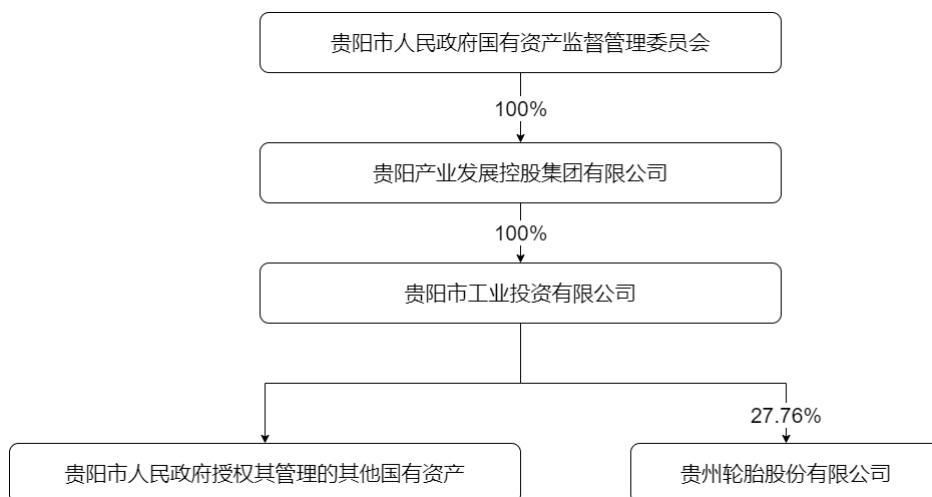 贵阳市人民政府国有资产监督管理委员会
100%
贵阳产业发展控股集团有限公司
100%
贵阳市工业投资有限公司
27.76%
贵阳市人民政府授权其管理的其他国有资产
贵州轮胎股份有限公司